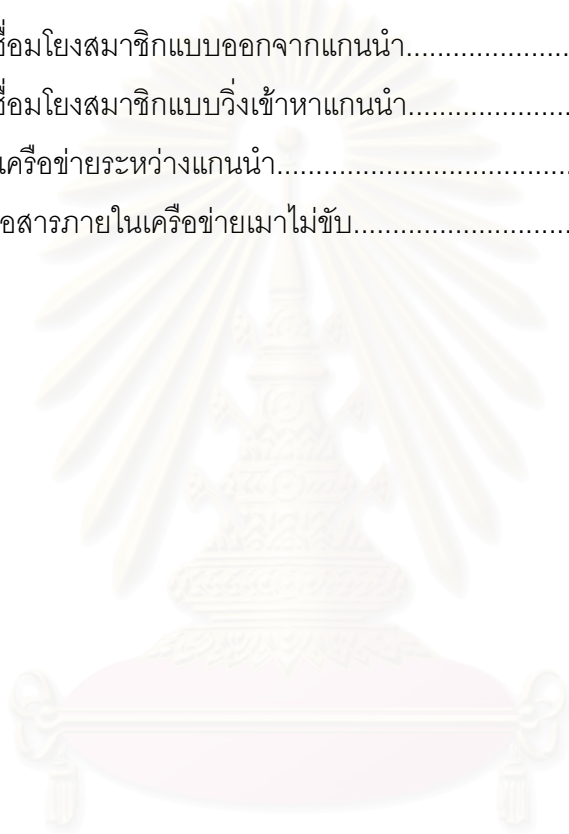 ชื่อมโยงสมาชิกแบบออกจากแกนนำ......................
ชื่อมโยงสมาชิกแบบวิ่งเข้าหาแกนนำ......................
เครือข่ายระหว่างแกนนำ......................................
อสารภายในเครือข่ายเมาไม่ขับ............................